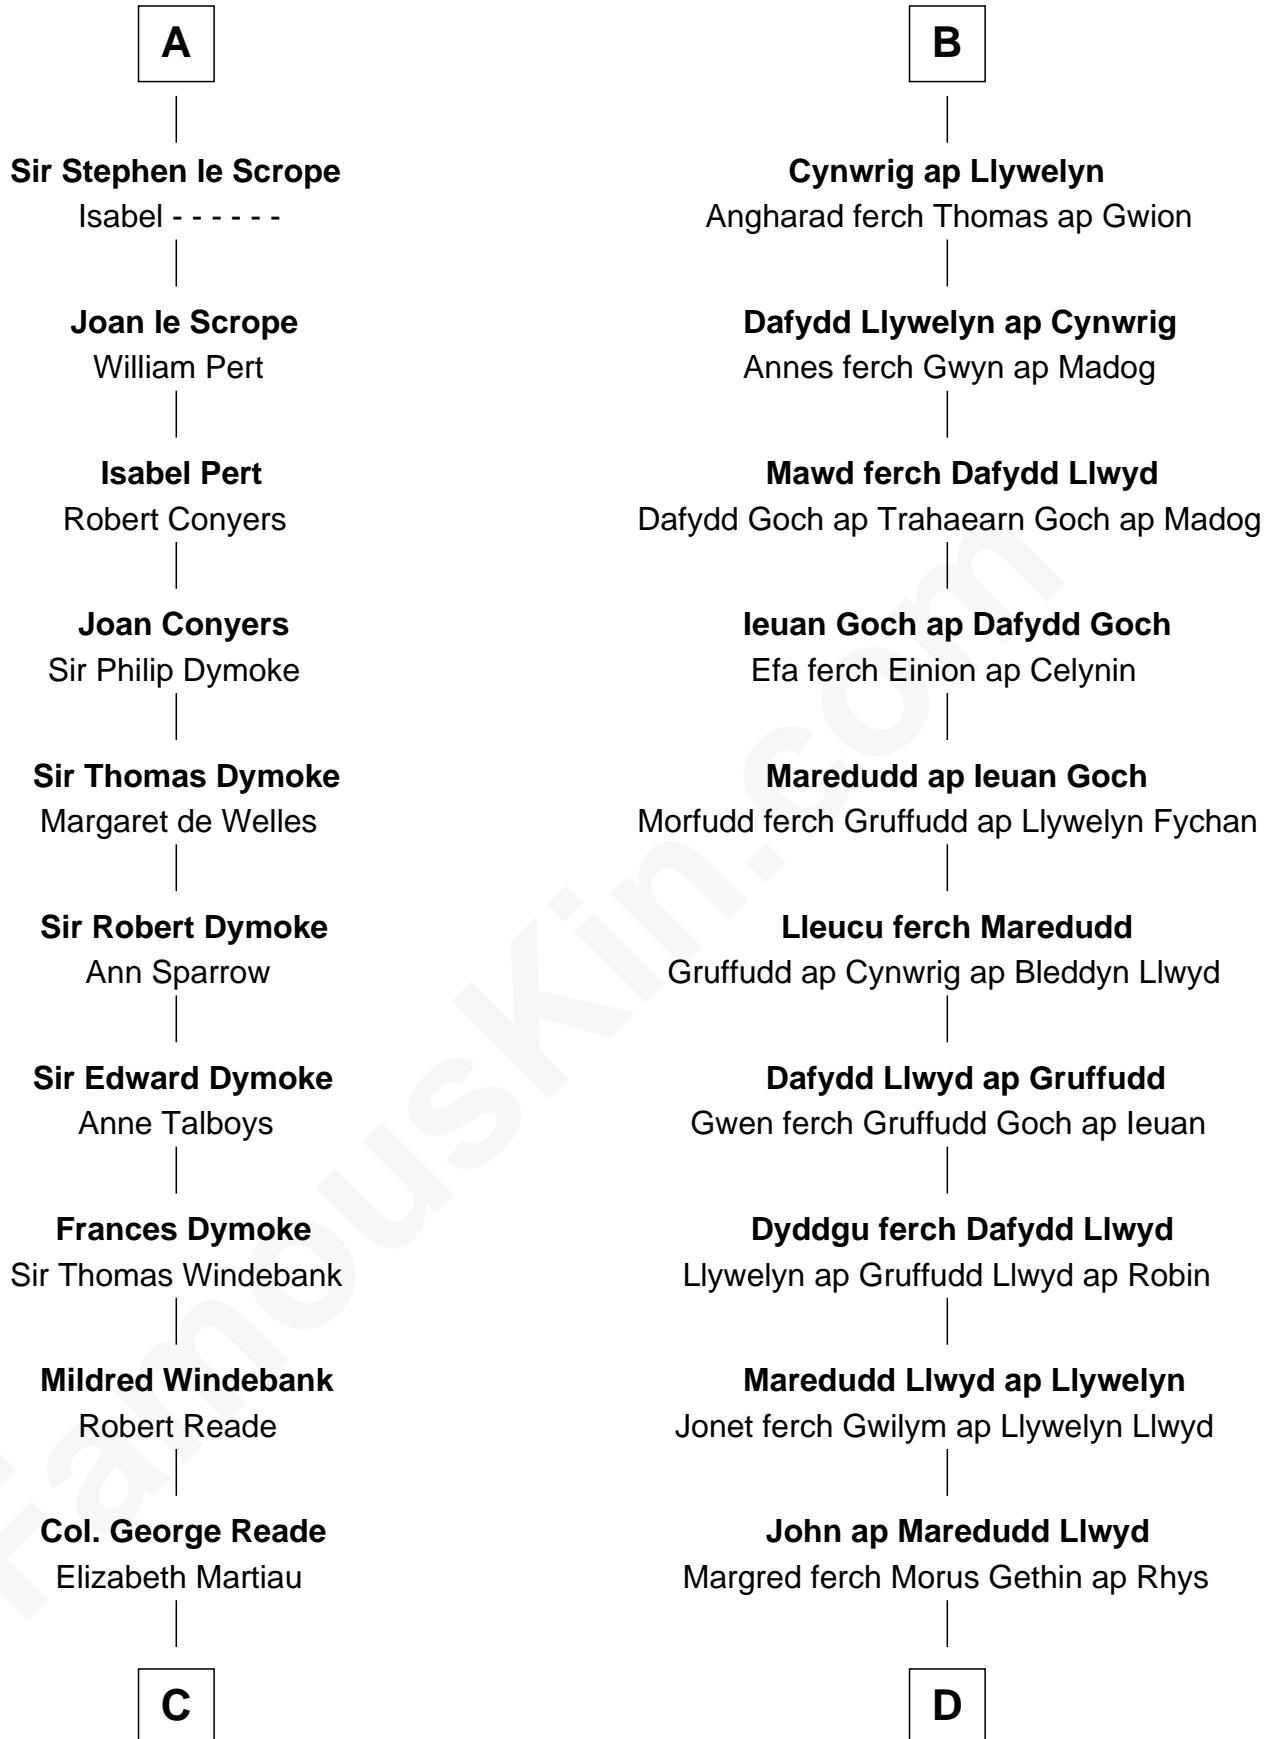 A
Sir Stephen le Scrope
Isabel - - - - - -
Joan le Scrope
William Pert
Isabel Pert
Robert Conyers
Joan Conyers
Sir Philip Dymoke
Sir Thomas Dymoke
Margaret de Welles
Sir Robert Dymoke
Ann Sparrow
Sir Edward Dymoke
Anne Talboys
Frances Dymoke
Sir Thomas Windebank
Mildred Windebank
Robert Reade
Col. George Reade
Elizabeth Martiau
C
B
Cynwrig ap Llywelyn
Angharad ferch Thomas ap Gwion
Dafydd Llywelyn ap Cynwrig
Annes ferch Gwyn ap Madog
Mawd ferch Dafydd Llwyd
Dafydd Goch ap Trahaearn Goch ap Madog
Ieuan Goch ap Dafydd Goch
Efa ferch Einion ap Celynin
Maredudd ap Ieuan Goch
Morfudd ferch Gruffudd ap Llywelyn Fychan
Lleucu ferch Maredudd
Gruffudd ap Cynwrig ap Bleddyn Llwyd
Dafydd Llwyd ap Gruffudd
Gwen ferch Gruffudd Goch ap Ieuan
Dyddgu ferch Dafydd Llwyd
Llywelyn ap Gruffudd Llwyd ap Robin
Maredudd Llwyd ap Llywelyn
Jonet ferch Gwilym ap Llywelyn Llwyd
John ap Maredudd Llwyd
Margred ferch Morus Gethin ap Rhys
D
FamousKin.com